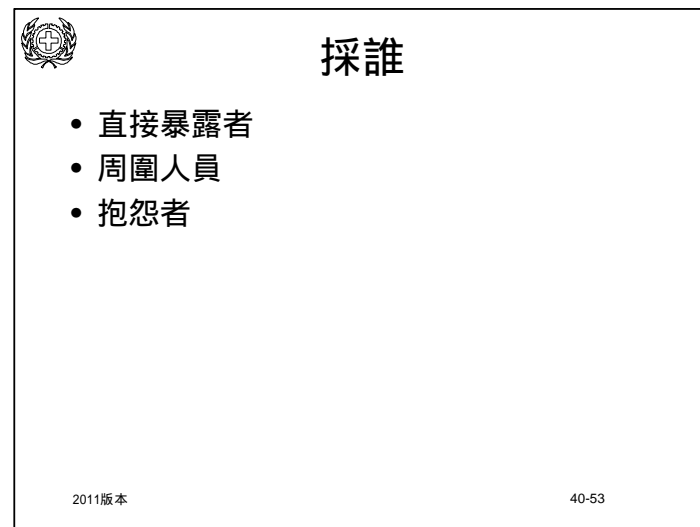 採誰
• 直接暴露者
• 周圍人員
• 抱怨者
2011版本
40-53